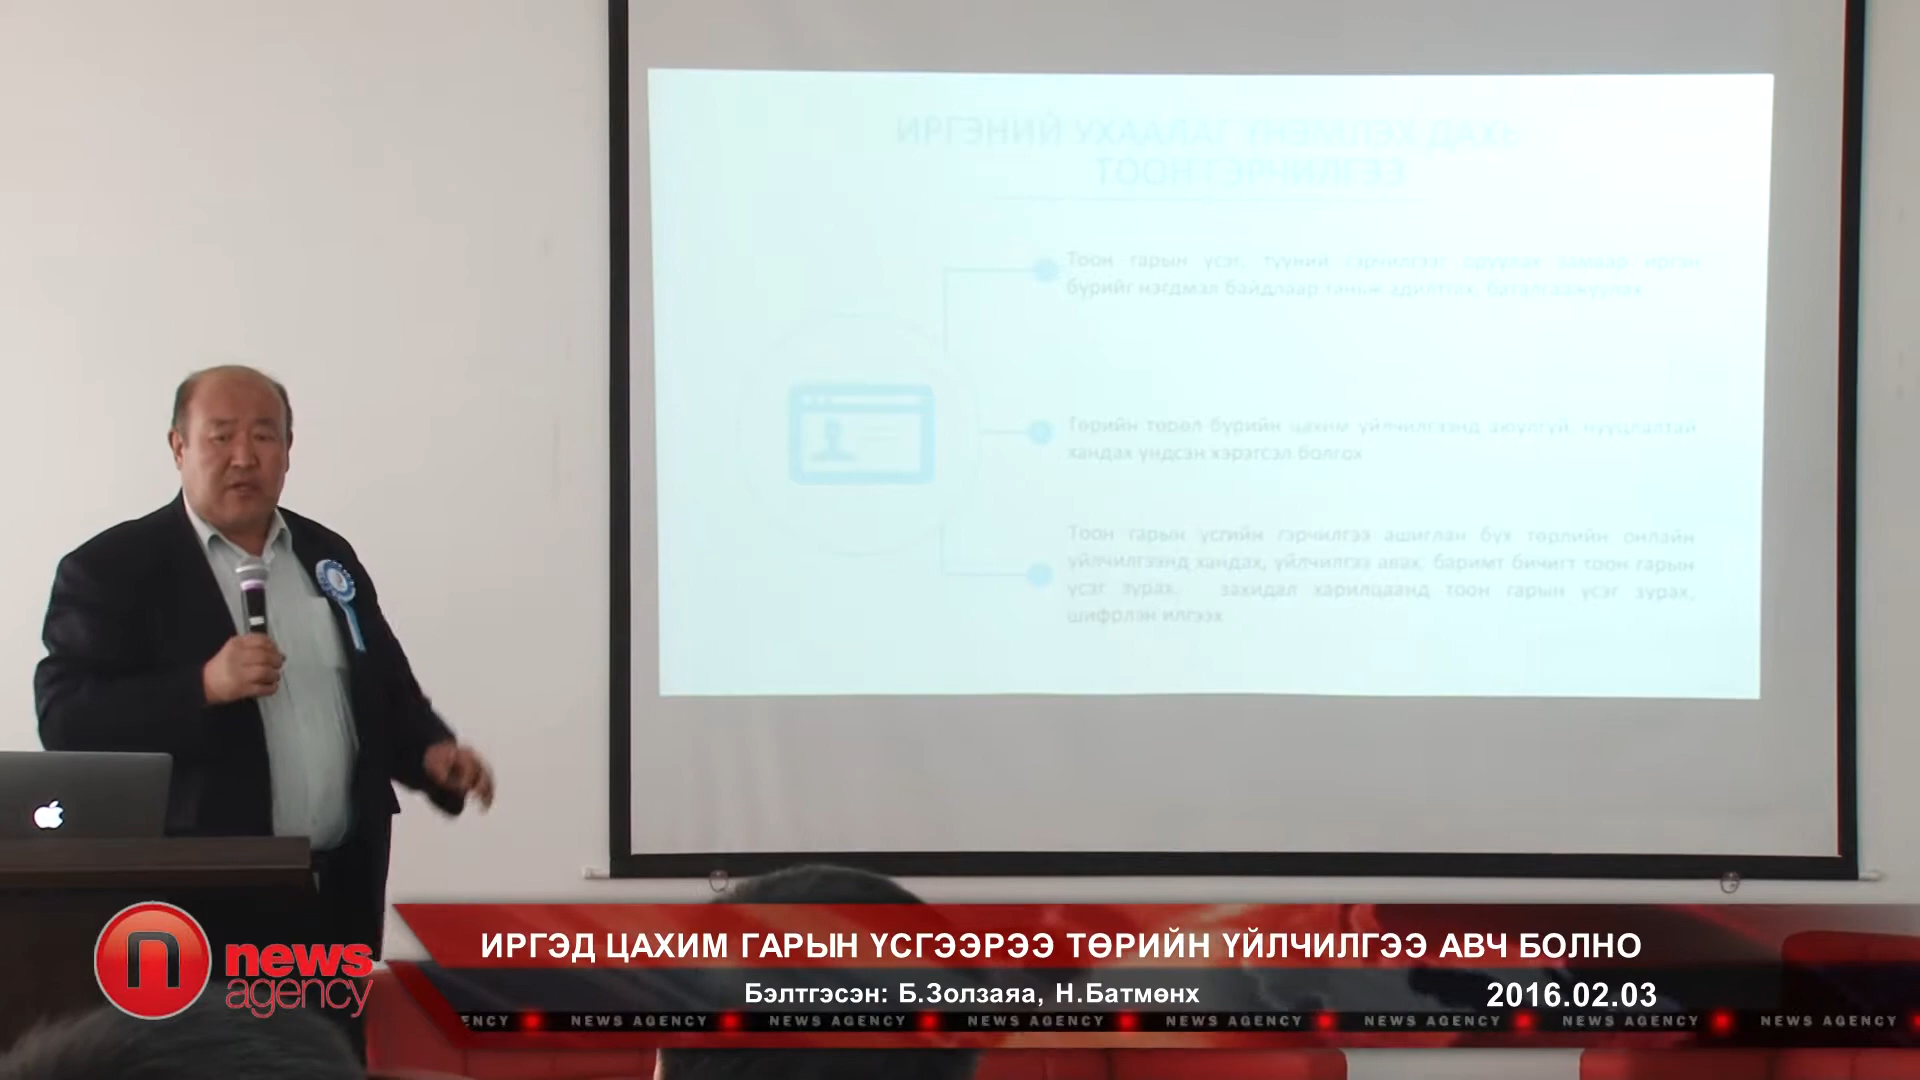 ИРГЭНИЙ УХААЛАГ ҮНЭМЛЭХ ДАХЬ
ТООН ГЭРЧИЛГЭЭ
Тоон гарын үсэг, түүний гэрчилгээг оруулах замаар иргэн
бүрийг нэгдмэл байдлаар таньж адилтгах, баталгаажуулах
Төрийн төрөл бүрийн цахим үйлчилгээнд аюулгүй, нууцлалтай
хандах үндсэн хэрэгсэл болгох
Тоон гарын үсгийн гэрчилгээ ашиглан бүх төрлийн онлайн
үйлчилгээнд хандах, үйлчилгээ авах, баримт бичигт тоон гарын
үсэг зурах, захидал харилцаанд тоон гарын үсэг зурах,
шифрлэн илгээх
n news
agency
ИРГЭД ЦАХИМ ГАРЫН ҮСГЭЭРЭЭ ТӨРИЙН ҮЙЛЧИЛГЭЭ АВЧ БОЛНО
Бэлтгэсэн: Б.Золзаяа, Н.Батмөнх 2016.02.03
ENCY NEWS AGENCY NEWS AGENCY NEWS AGENCY NEWS AGENCY NEWS AGENCY NEWS AGENCY NEWS AGENCY